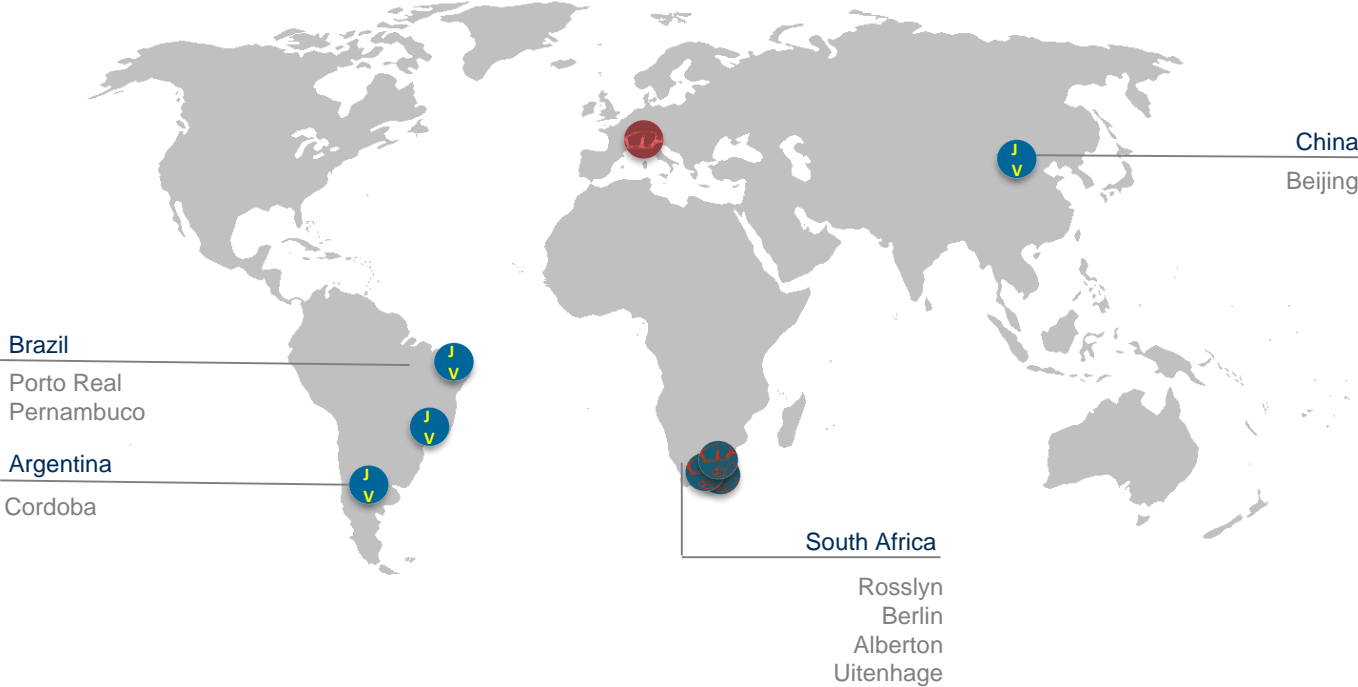 China
Beijing
J
V
Brazil
Porto Real
Pernambuco
J
V
J
V
Argentina
Cordoba
J
V
South Africa
Rosslyn
Berlin
Alberton
Uitenhage